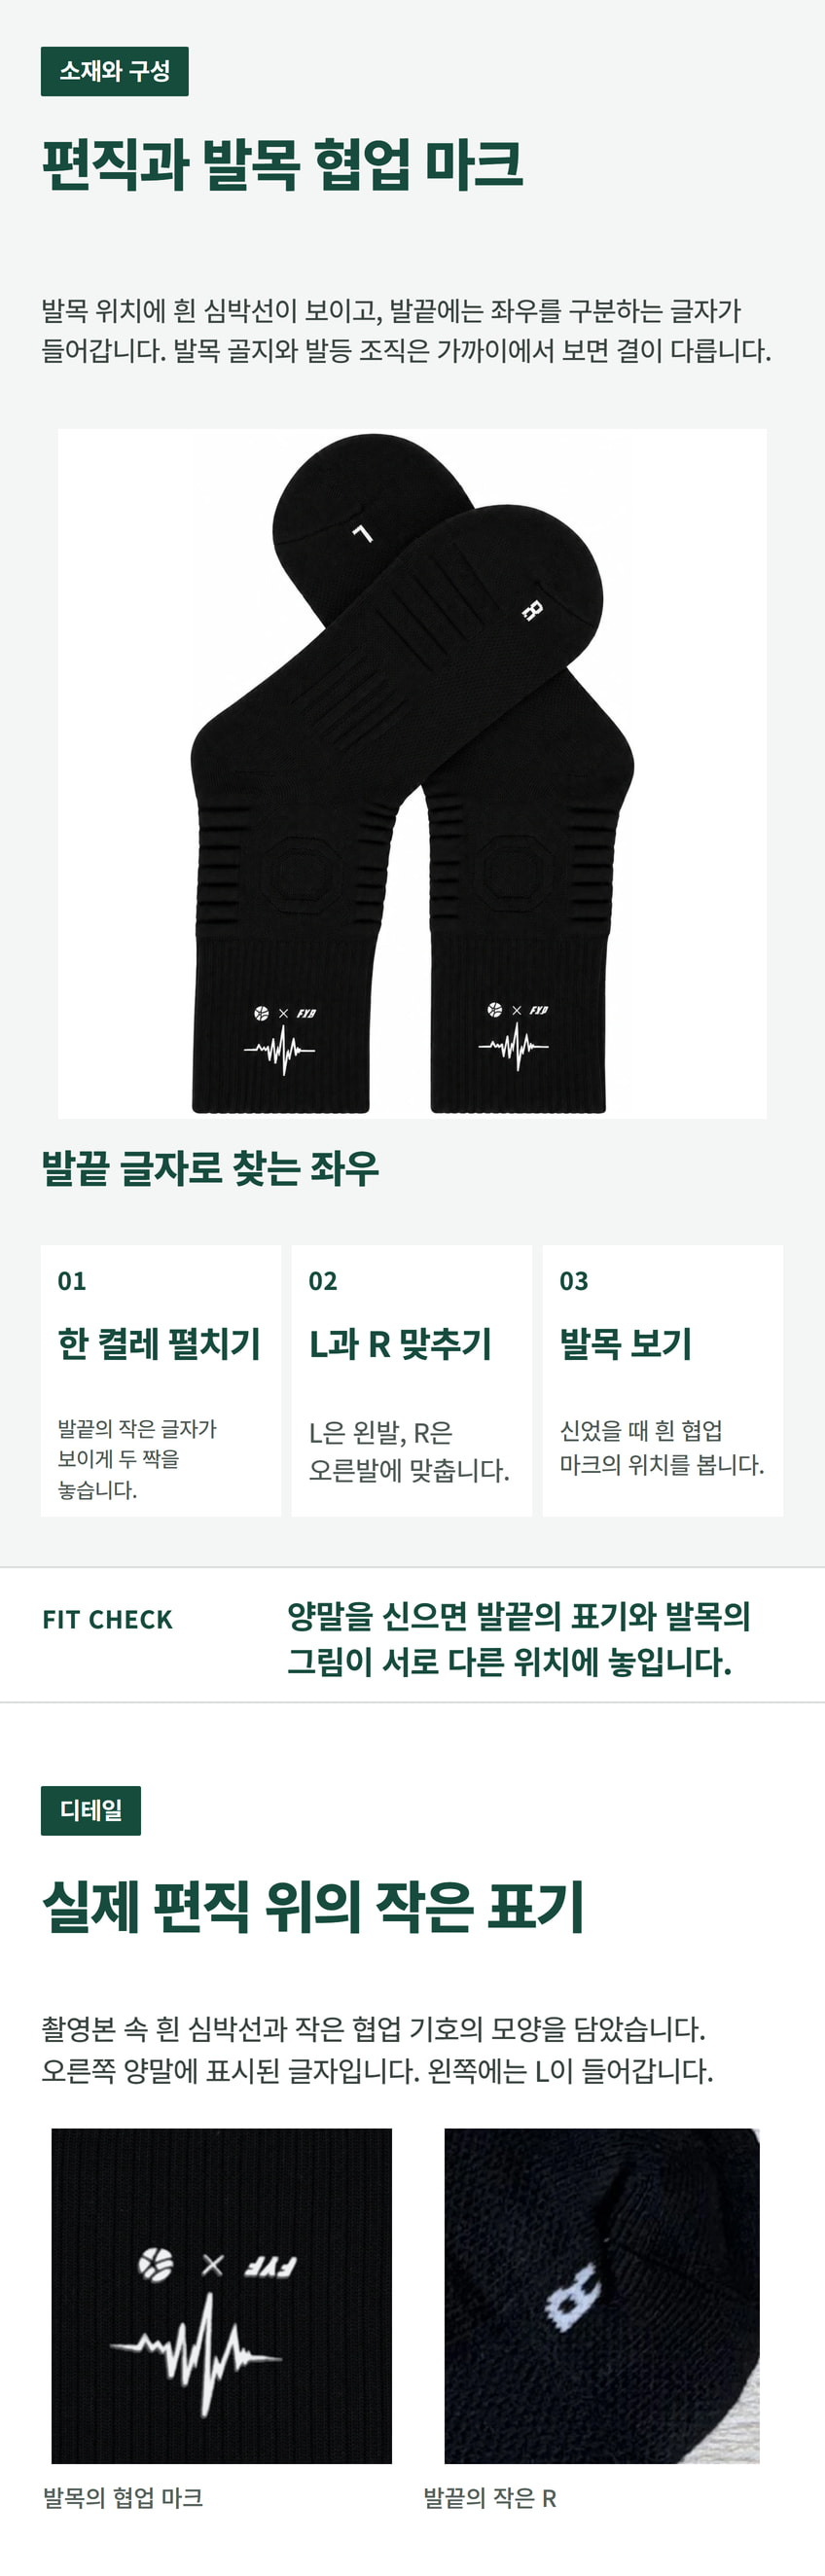 소재와 구성
편직과 발목 협업 마크
발목 위치에 흰 심박선이 보이고, 발끝에는 좌우를 구분하는 글자가
들어갑니다. 발목 골지와 발등 조직은 가까이에서 보면 결이 다릅니다.
L
R
×
×
발끝 글자로 찾는 좌우
01
한 켤레 펼치기
발끝의 작은 글자가
보이게 두 짝을
놓습니다.
02
L과 R 맞추기
L은 왼발, R은
오른발에 맞춥니다.
03
발목 보기
신었을 때 흰 협업
마크의 위치를 봅니다.
FIT CHECK
양말을 신으면 발끝의 표기와 발목의
그림이 서로 다른 위치에 놓입니다.
디테일
실제 편직 위의 작은 표기
촬영본 속 흰 심박선과 작은 협업 기호의 모양을 담았습니다.
오른쪽 양말에 표시된 글자입니다. 왼쪽에는 L이 들어갑니다.
×
R
발목의 협업 마크
발끝의 작은 R